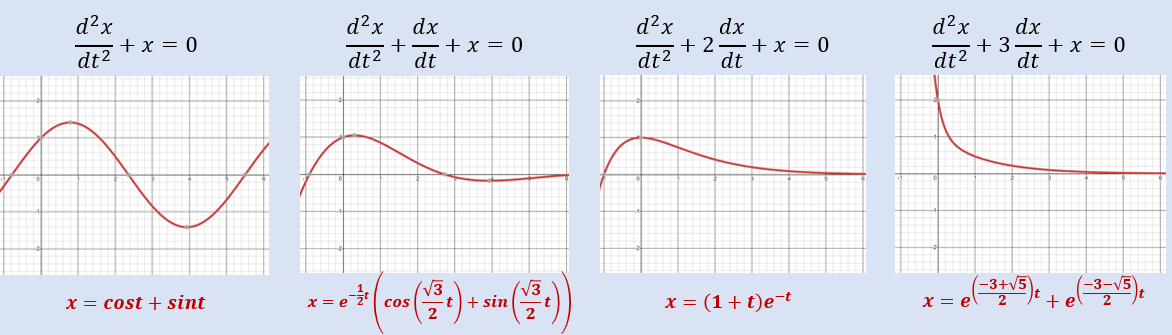 d²x/dt² + x = 0
d²x/dt² + dx/dt + x = 0
d²x/dt² + 2 dx/dt + x = 0
d²x/dt² + 3 dx/dt + x = 0
x = cost + sint
x = e^(-1/2 t) (cos(√3/2 t) + sin(√3/2 t))
x = (1 + t)e^(-t)
x = e^((-3+√5)/2)t + e^((-3-√5)/2)t